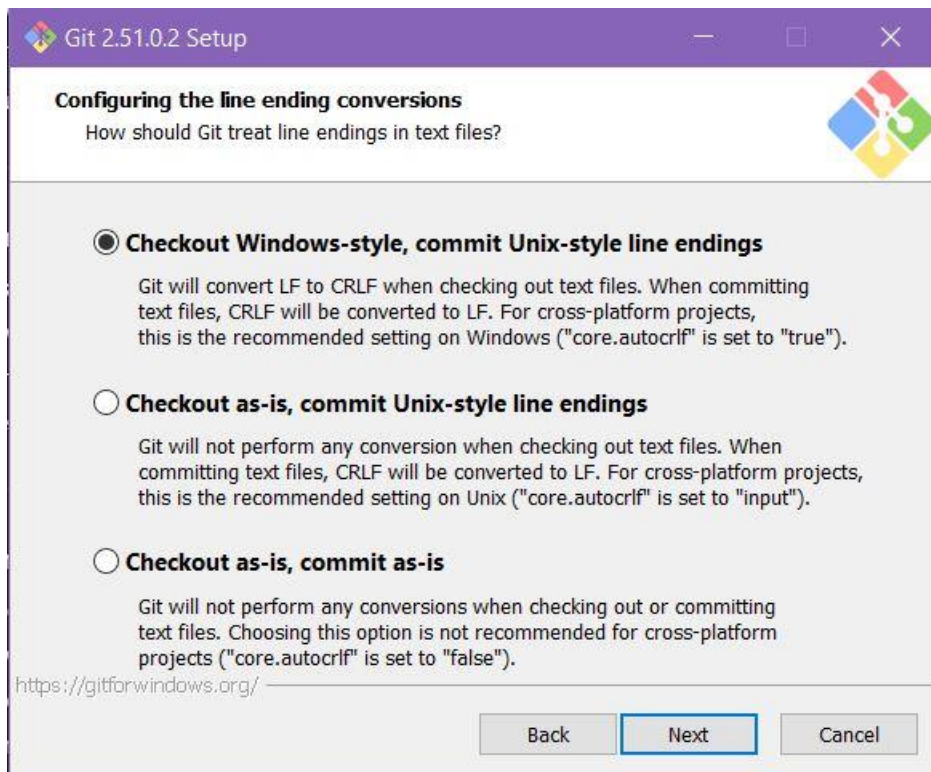 Git 2.51.0.2 Setup
Configuring the line ending conversions
How should Git treat line endings in text files?
Checkout Windows-style, commit Unix-style line endings
Git will convert LF to CRLF when checking out text files. When committing
text files, CRLF will be converted to LF. For cross-platform projects,
this is the recommended setting on Windows ("core.autocrlf" is set to "true").
Checkout as-is, commit Unix-style line endings
Git will not perform any conversion when checking out text files. When
committing text files, CRLF will be converted to LF. For cross-platform projects,
this is the recommended setting on Unix ("core.autocrlf" is set to "input").
Checkout as-is, commit as-is
Git will not perform any conversions when checking out or committing
text files. Choosing this option is not recommended for cross-platform
projects ("core.autocrlf" is set to "false").
https://gitforwindows.org/
Back Next Cancel